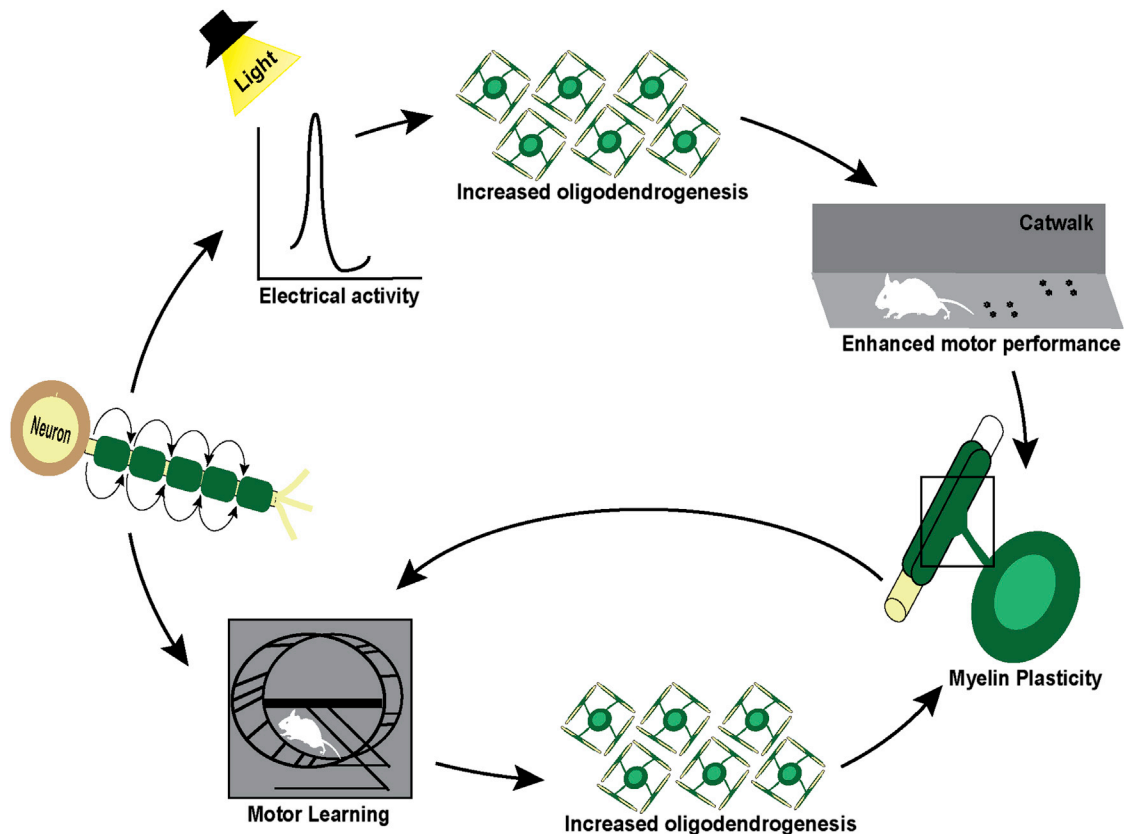 Light
Increased oligodendrogenesis
Catwalk
Electrical activity
Enhanced motor performance
Neuron
Myelin Plasticity
Motor Learning
Increased oligodendrogenesis